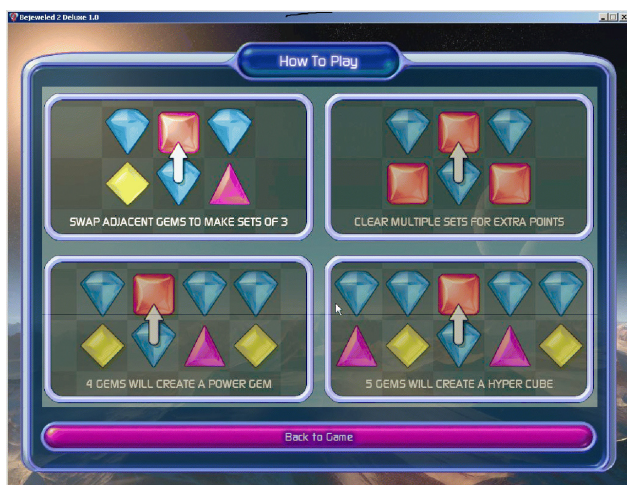 Bejeweled 2 Deluxe 1.0
How To Play
SWAP ADJACENT GEMS TO MAKE SETS OF 3
CLEAR MULTIPLE SETS FOR EXTRA POINTS
4 GEMS WILL CREATE A POWER GEM
5 GEMS WILL CREATE A HYPER CUBE
Back to Game